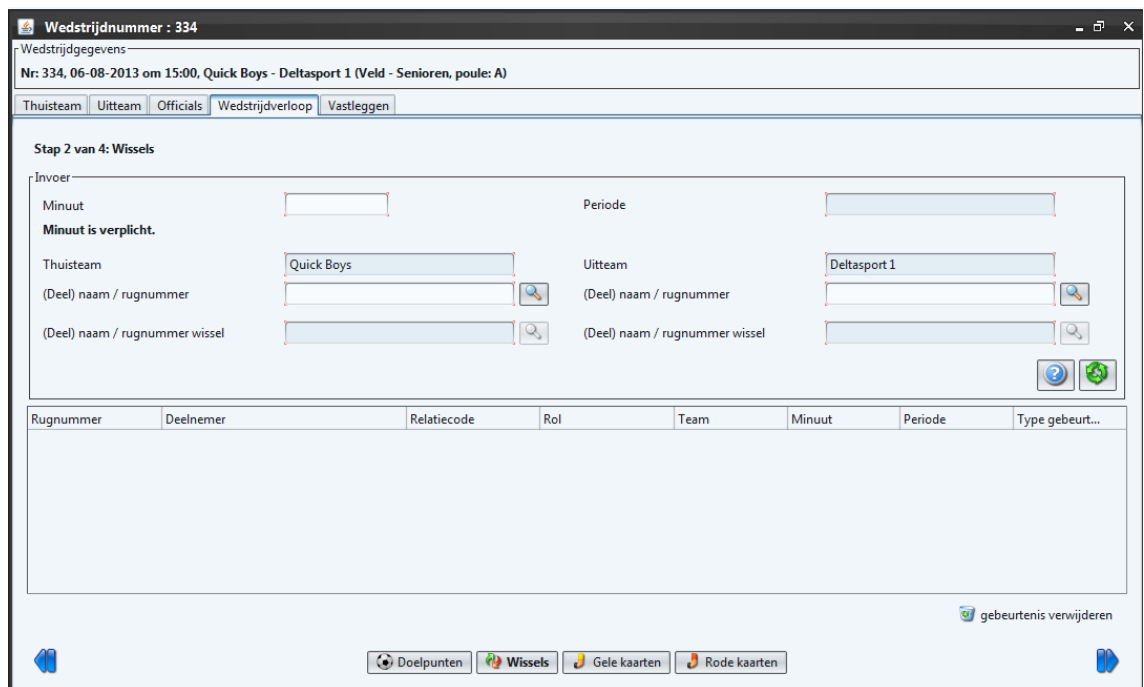 Wedstrijdnummer : 334
Wedstrijdgegevens
Nr: 334, 06-08-2013 om 15:00, Quick Boys - Deltasport 1 (Veld - Senioren, poule: A)
Thuisteam Uitteam Officials Wedstrijdverloop Vastleggen
Stap 2 van 4: Wissels
Invoer
Minuut Periode
Minuut is verplicht.
Thuisteam Quick Boys Uitteam Deltasport 1
(Deel) naam / rugnummer (Deel) naam / rugnummer
(Deel) naam / rugnummer wissel (Deel) naam / rugnummer wissel
Rugnummer Deelnemer Relatiecode Rol Team Minuut Periode Type gebeurt...
gebeurtenis verwijderen
Doelpunten Wissels Gele kaarten Rode kaarten